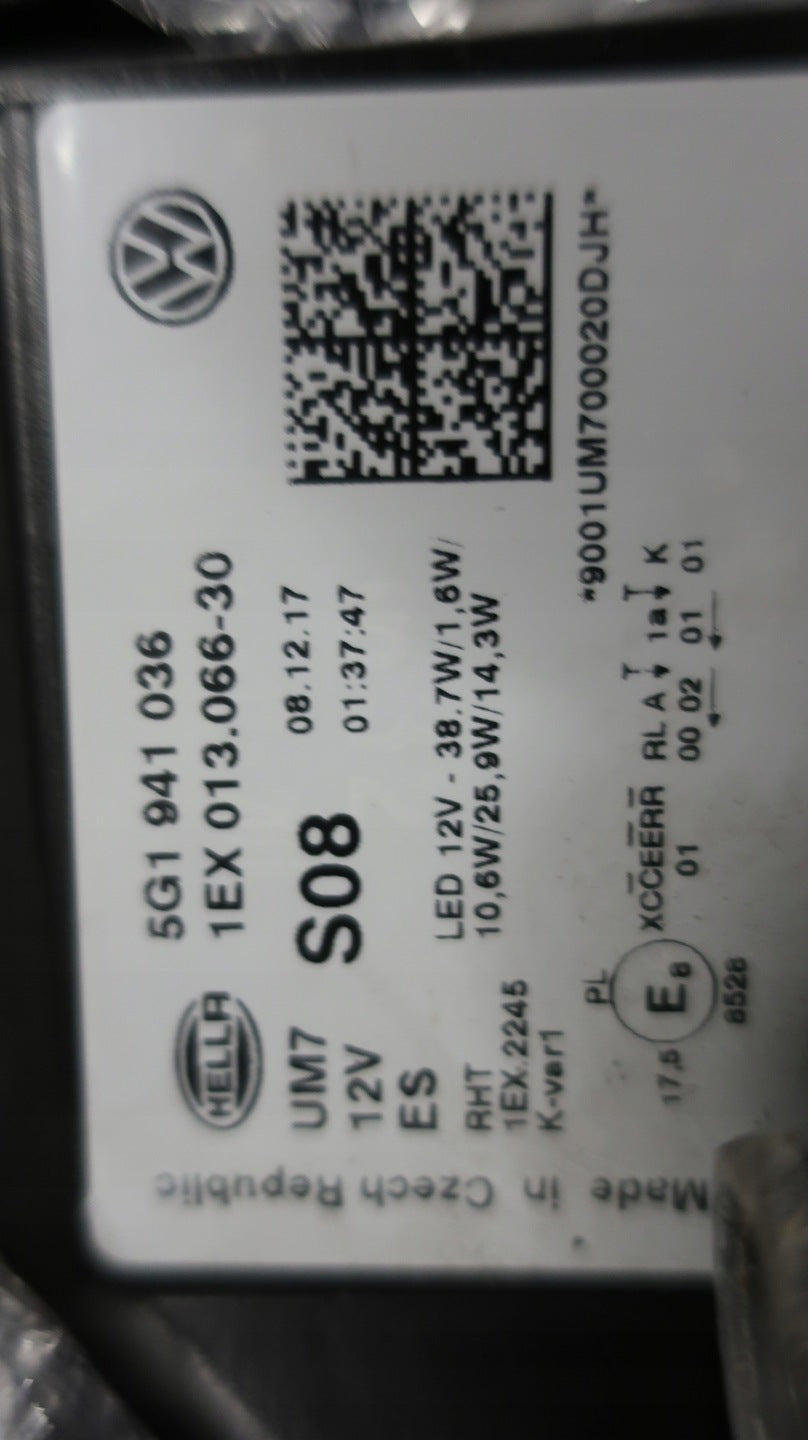 HELLA
5G1 941 036
1EX 013.066-30
UM7
12V
ES
S08
08.12.17
01:37:47
RHT
1EX.2245
K-var1
LED 12V - 38.7W/1,6W/
10,6W/25,9W/14,3W
*9001UM700020DJH*
PL
17,5
E8
8528
XCCEERR RL A 1a K
01 00 02 01 01
Made in Czech Republic